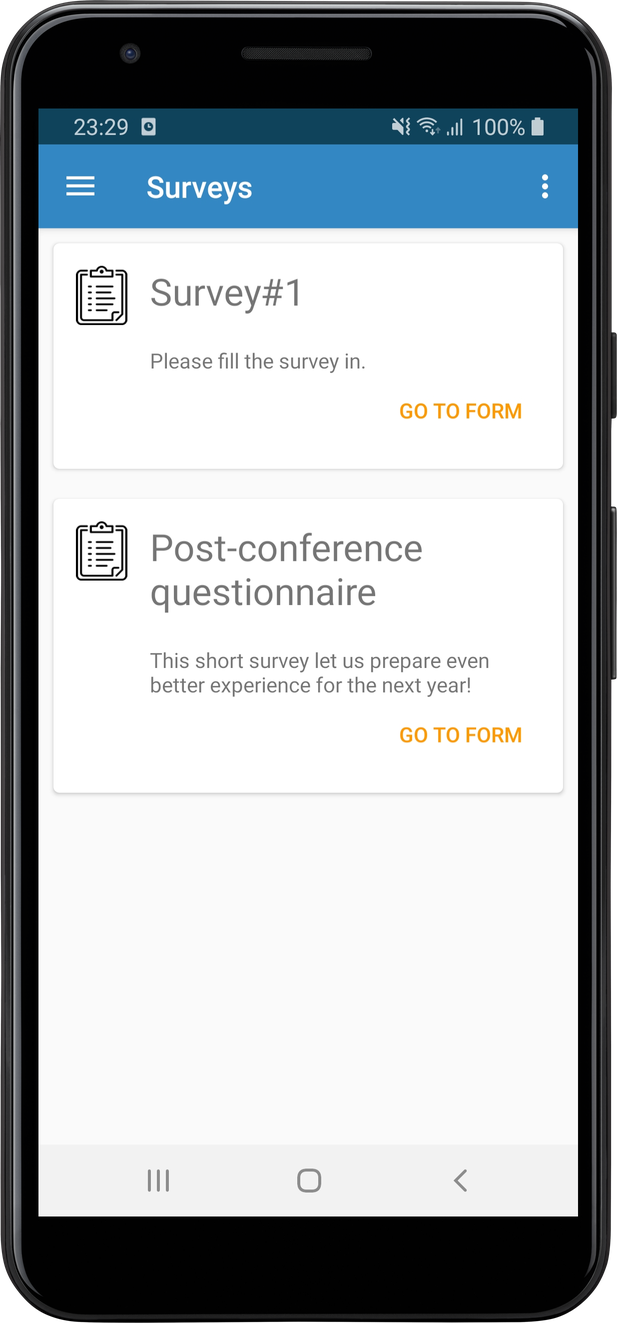 23:29
100%
Surveys
Survey#1
Please fill the survey in.
GO TO FORM
Post-conference
questionnaire
This short survey let us prepare even
better experience for the next year!
GO TO FORM